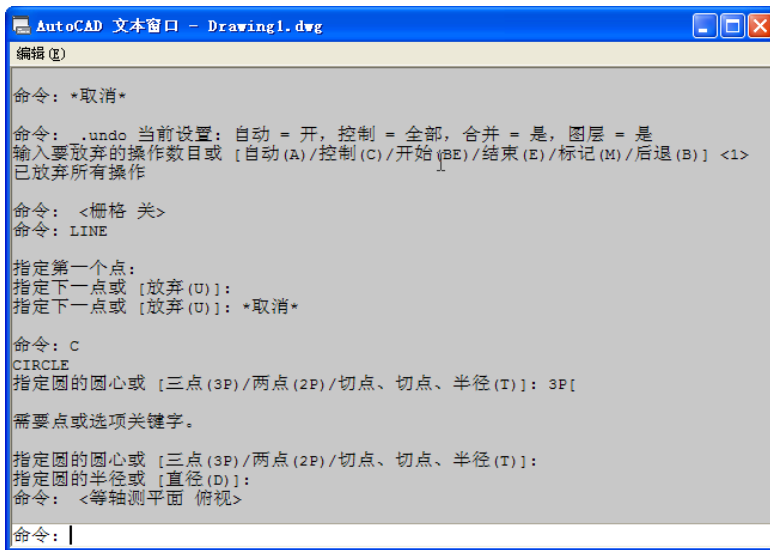 AutoCAD 文本窗口 - Drawing1.dwg
编辑(E)
命令: *取消*
命令: _.undo 当前设置: 自动 = 开, 控制 = 全部, 合并 = 是, 图层 = 是
输入要放弃的操作数目或 [自动(A)/控制(C)/开始(BE)/结束(E)/标记(M)/后退(B)] <1>
已放弃所有操作
命令: <栅格 关>
命令: LINE
指定第一个点:
指定下一点或 [放弃(U)]:
指定下一点或 [放弃(U)]: *取消*
命令: C
CIRCLE
指定圆的圆心或 [三点(3P)/两点(2P)/切点、切点、半径(T)]: 3P[
需要点或选项关键字。
指定圆的圆心或 [三点(3P)/两点(2P)/切点、切点、半径(T)]:
指定圆的半径或 [直径(D)]:
命令: <等轴测平面 俯视>
命令: